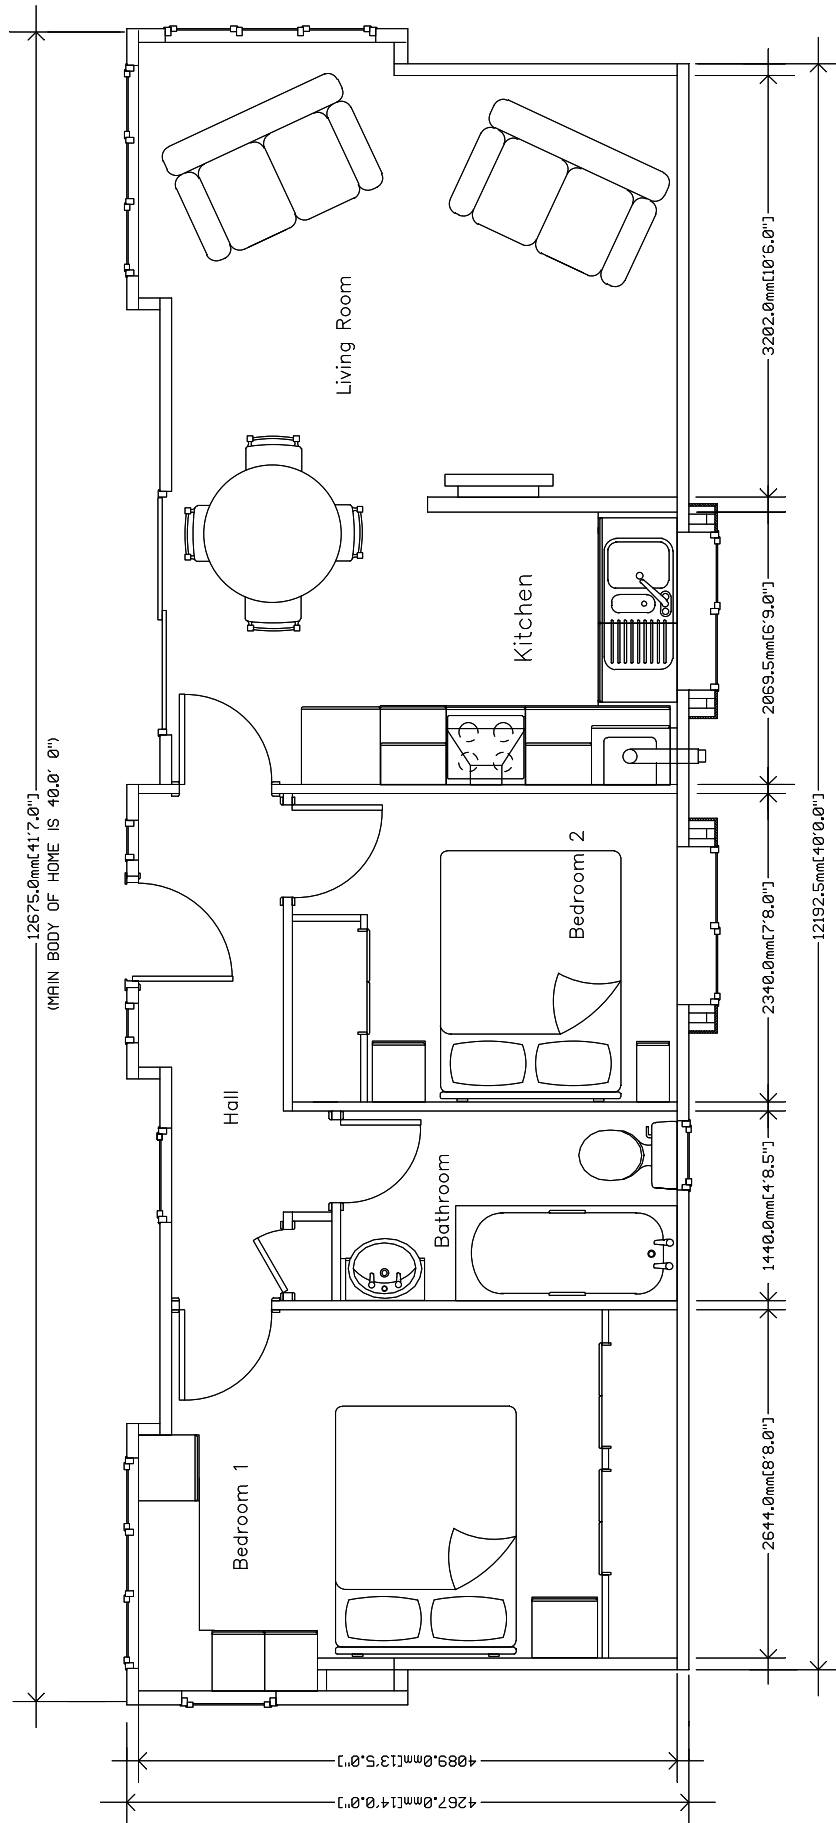 12675.0mm[41'7.0"]
(MAIN BODY OF HOME IS 40.0' 0")
Living Room
Kitchen
Bedroom 2
Hall
Bathroom
Bedroom 1
3202.0mm[10'6.0"]
2069.5mm[6'9.0"]
2340.0mm[7'8.0"]
1440.0mm[4'8.5"]
2644.0mm[8'8.0"]
12192.5mm[40'0.0"]
4089.0mm[13'5.0"]
4267.0mm[14'0.0"]